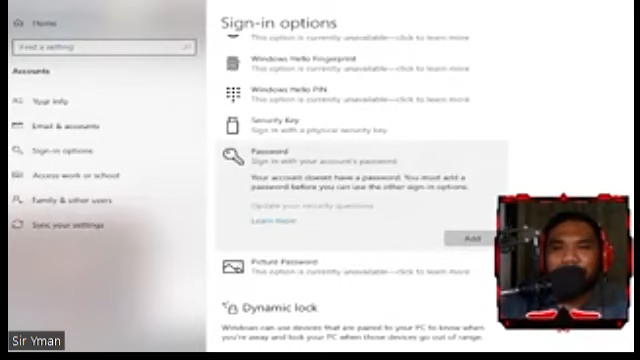 Home
Find a setting
Accounts
Your info
Email & accounts
Sign-in options
Access work or school
Family & other users
Sync your settings
Sign-in options
This option is currently unavailable—click to learn more
Windows Hello Fingerprint
This option is currently unavailable—click to learn more
Windows Hello PIN
This option is currently unavailable—click to learn more
Security Key
Sign in with a physical security key
Password
Sign in with your account's password
Your account doesn't have a password. You must add a
password before you can use the other sign-in options.
Update your security questions
Learn more
Add
Picture Password
This option is currently unavailable—click to learn more
Dynamic lock
Windows can use devices that are paired to your PC to know when
you're away and lock your PC when those devices go out of range.
Sir Yman